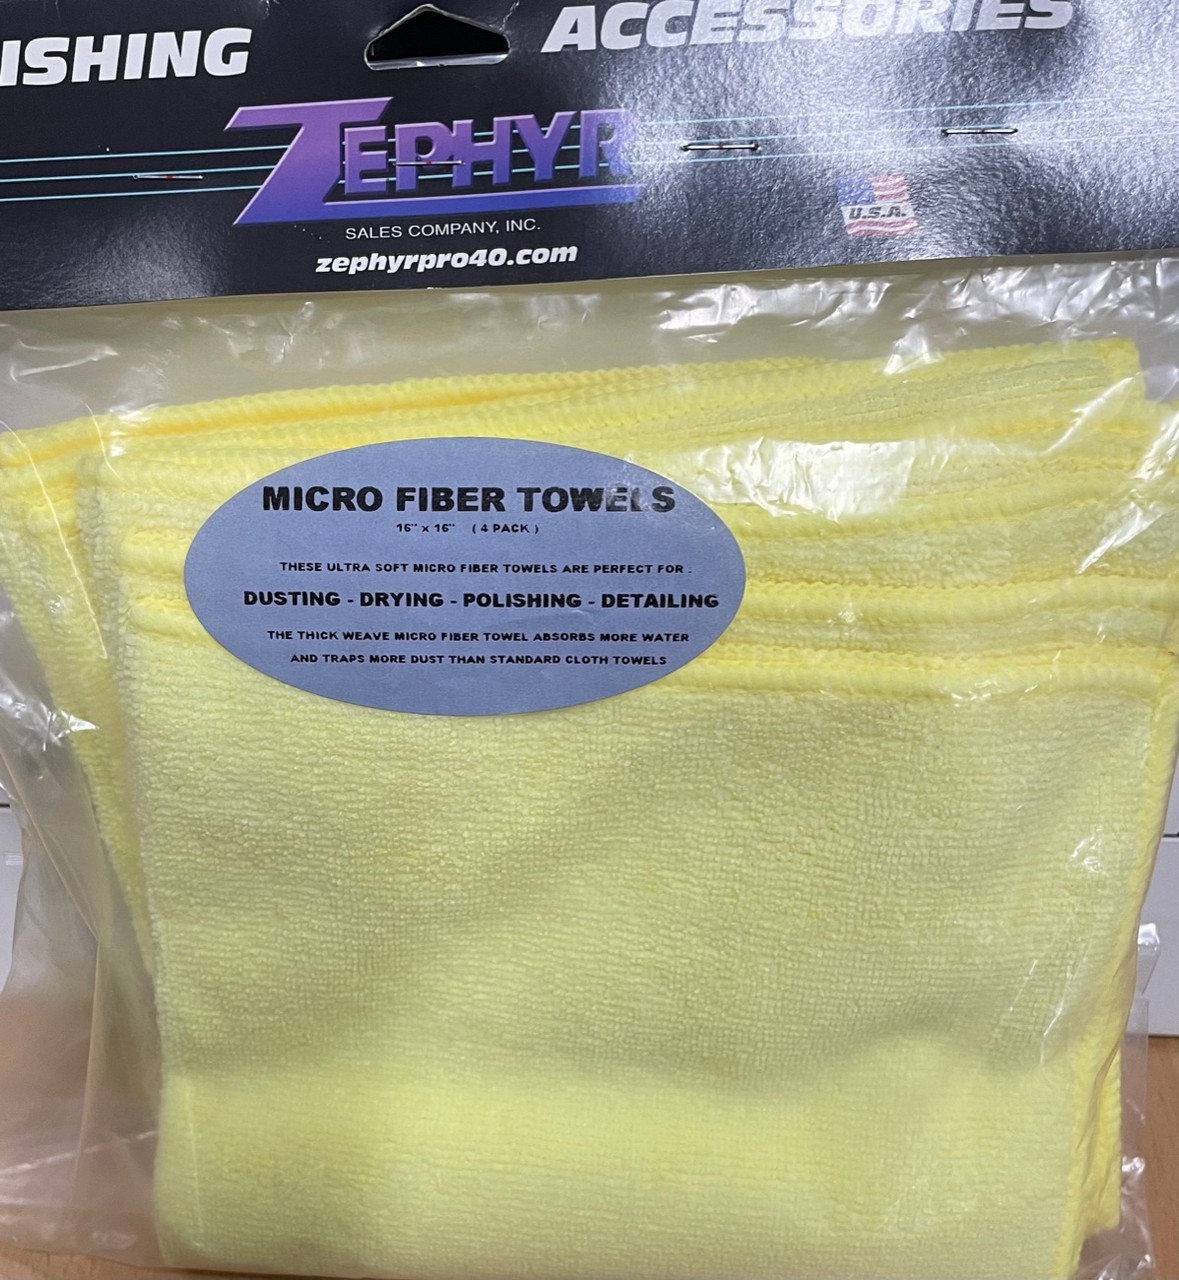 ISHING
ACCESSORIES
ZEPHYR
SALES COMPANY, INC.
zephyrpro40.com
U.S.A.
MICRO FIBER TOWELS
16" x 16" ( 4 PACK )
THESE ULTRA SOFT MICRO FIBER TOWELS ARE PERFECT FOR :
DUSTING - DRYING - POLISHING - DETAILING
THE THICK WEAVE MICRO FIBER TOWEL ABSORBS MORE WATER
AND TRAPS MORE DUST THAN STANDARD CLOTH TOWELS